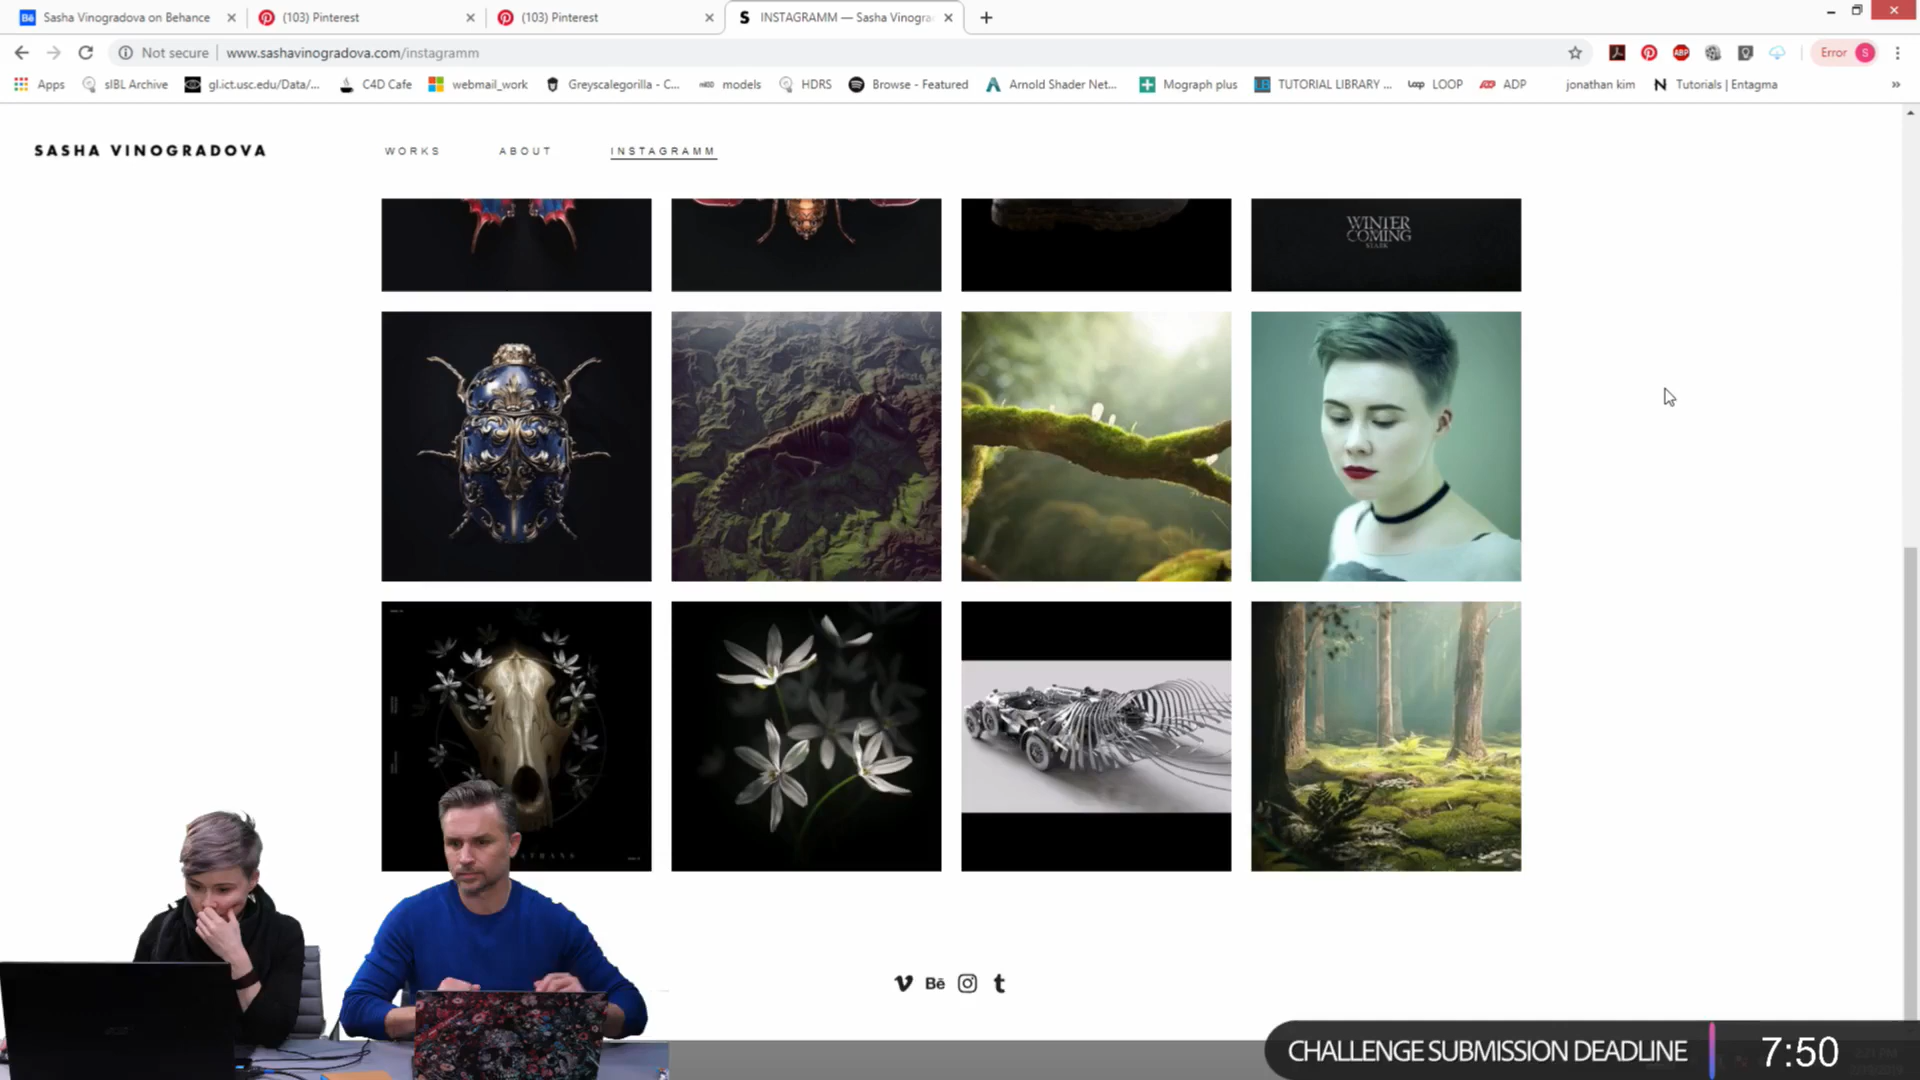 Sasha Vinogradova on Behance
(103) Pinterest
(103) Pinterest
INSTAGRAMM — Sasha Vinogra
Not secure
www.sashavinogradova.com/instagramm
Error
S
Apps
sIBL Archive
gl.ict.usc.edu/Data/...
C4D Cafe
webmail_work
Greyscalegorilla - C...
models
HDRS
Browse - Featured
Arnold Shader Net...
Mograph plus
TUTORIAL LIBRARY ...
LOOP
ADP
jonathan kim
Tutorials | Entagma
SASHA VINOGRADOVA
WORKS
ABOUT
INSTAGRAMM
WINTER
COMING
STARK
Bē
CHALLENGE SUBMISSION DEADLINE
7:50